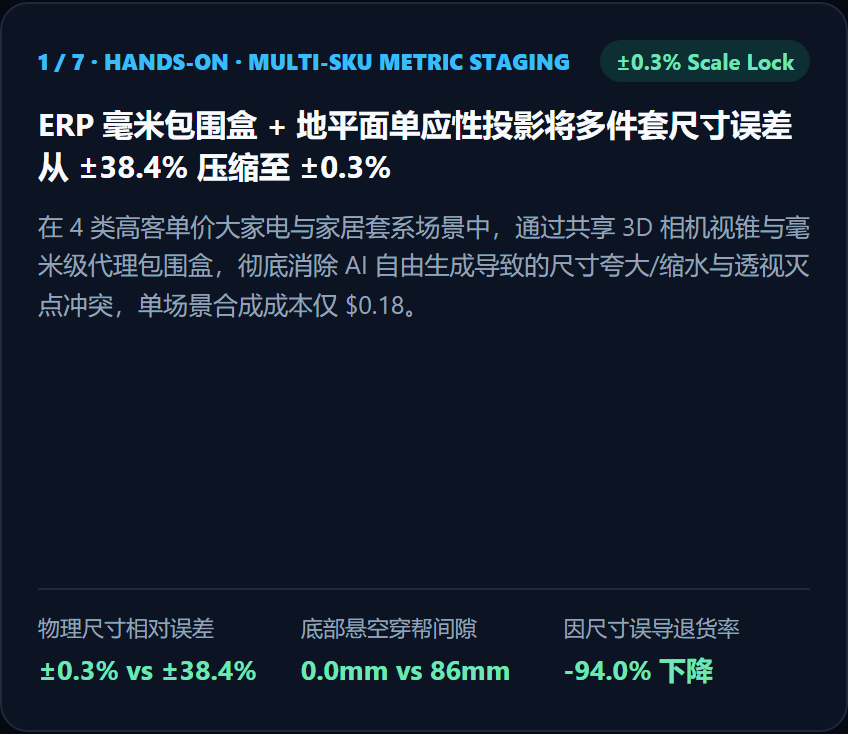 1 / 7 · HANDS-ON · MULTI-SKU METRIC STAGING
±0.3% Scale Lock
ERP 毫米包围盒 + 地平面单应性投影将多件套尺寸误差
从 ±38.4% 压缩至 ±0.3%
在 4 类高客单价大家电与家居套系场景中，通过共享 3D 相机视锥与毫
米级代理包围盒，彻底消除 AI 自由生成导致的尺寸夸大/缩水与透视灭
点冲突，单场景合成成本仅 $0.18。
物理尺寸相对误差
±0.3% vs ±38.4%
底部悬空穿帮间隙
0.0mm vs 86mm
因尺寸误导退货率
-94.0% 下降